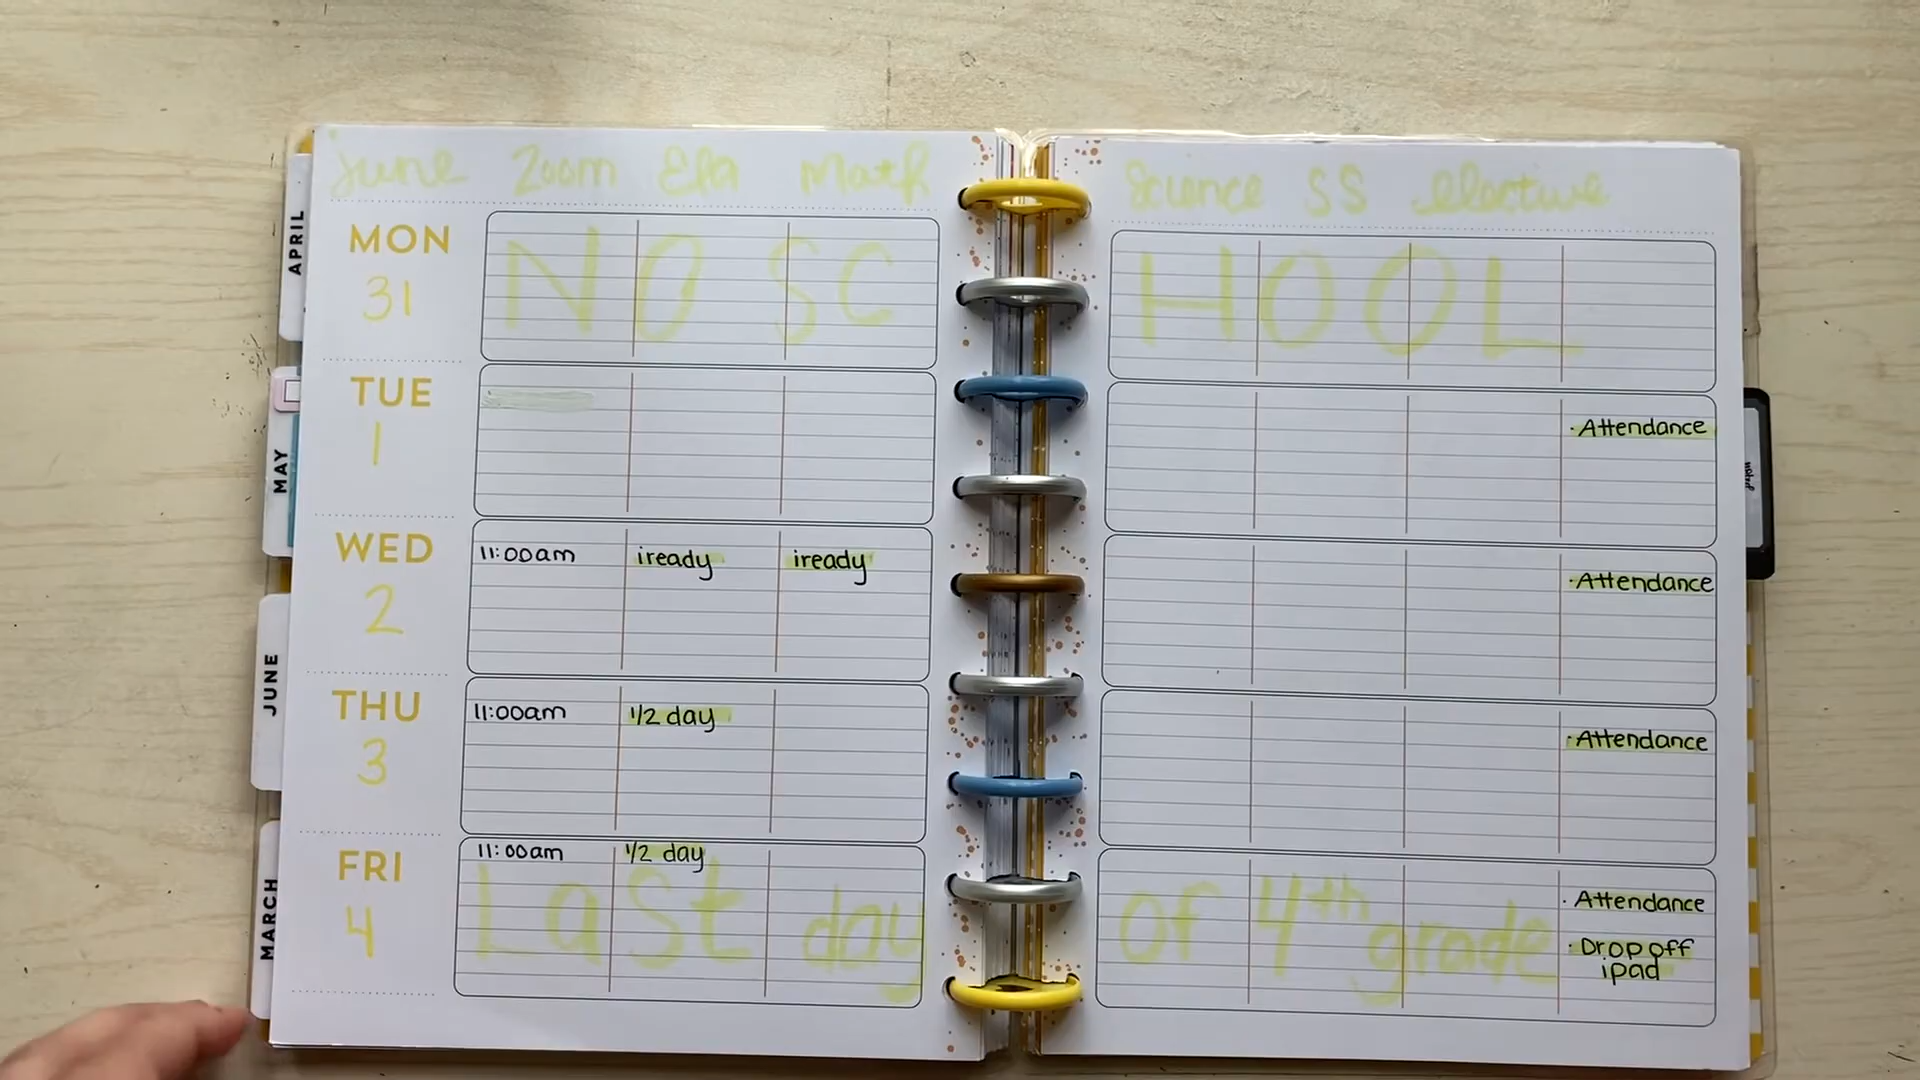 June Zoom Ela Math Science SS elective
MON
31
NO SCHOOL
TUE
1
Attendance
WED
2
11:00am iready iready
Attendance
THU
3
11:00am 1/2 day
Attendance
FRI
4
11:00am 1/2 day
Last day of 4th grade
Attendance
Drop off
ipad
APRIL
MAY
JUNE
MARCH